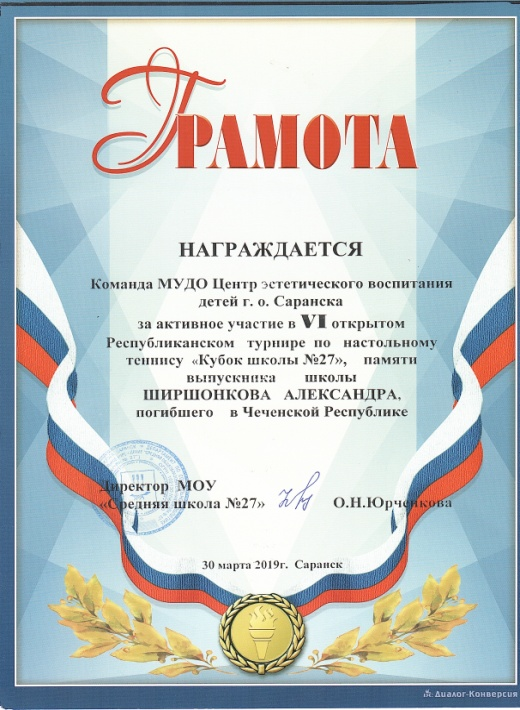 Грамота
НАГРАЖДАЕТСЯ
Команда МУДО Центр эстетического воспитания
детей г. о. Саранска
за активное участие в VI открытом
Республиканском турнире по настольному
теннису «Кубок школы №27», памяти
выпускника школы
ШИРШОНКОВА АЛЕКСАНДРА,
погибшего в Чеченской Республике
Директор МОУ
«Средняя школа №27» О.Н.Юрченкова
30 марта 2019г. Саранск
Диалог-Конверсия